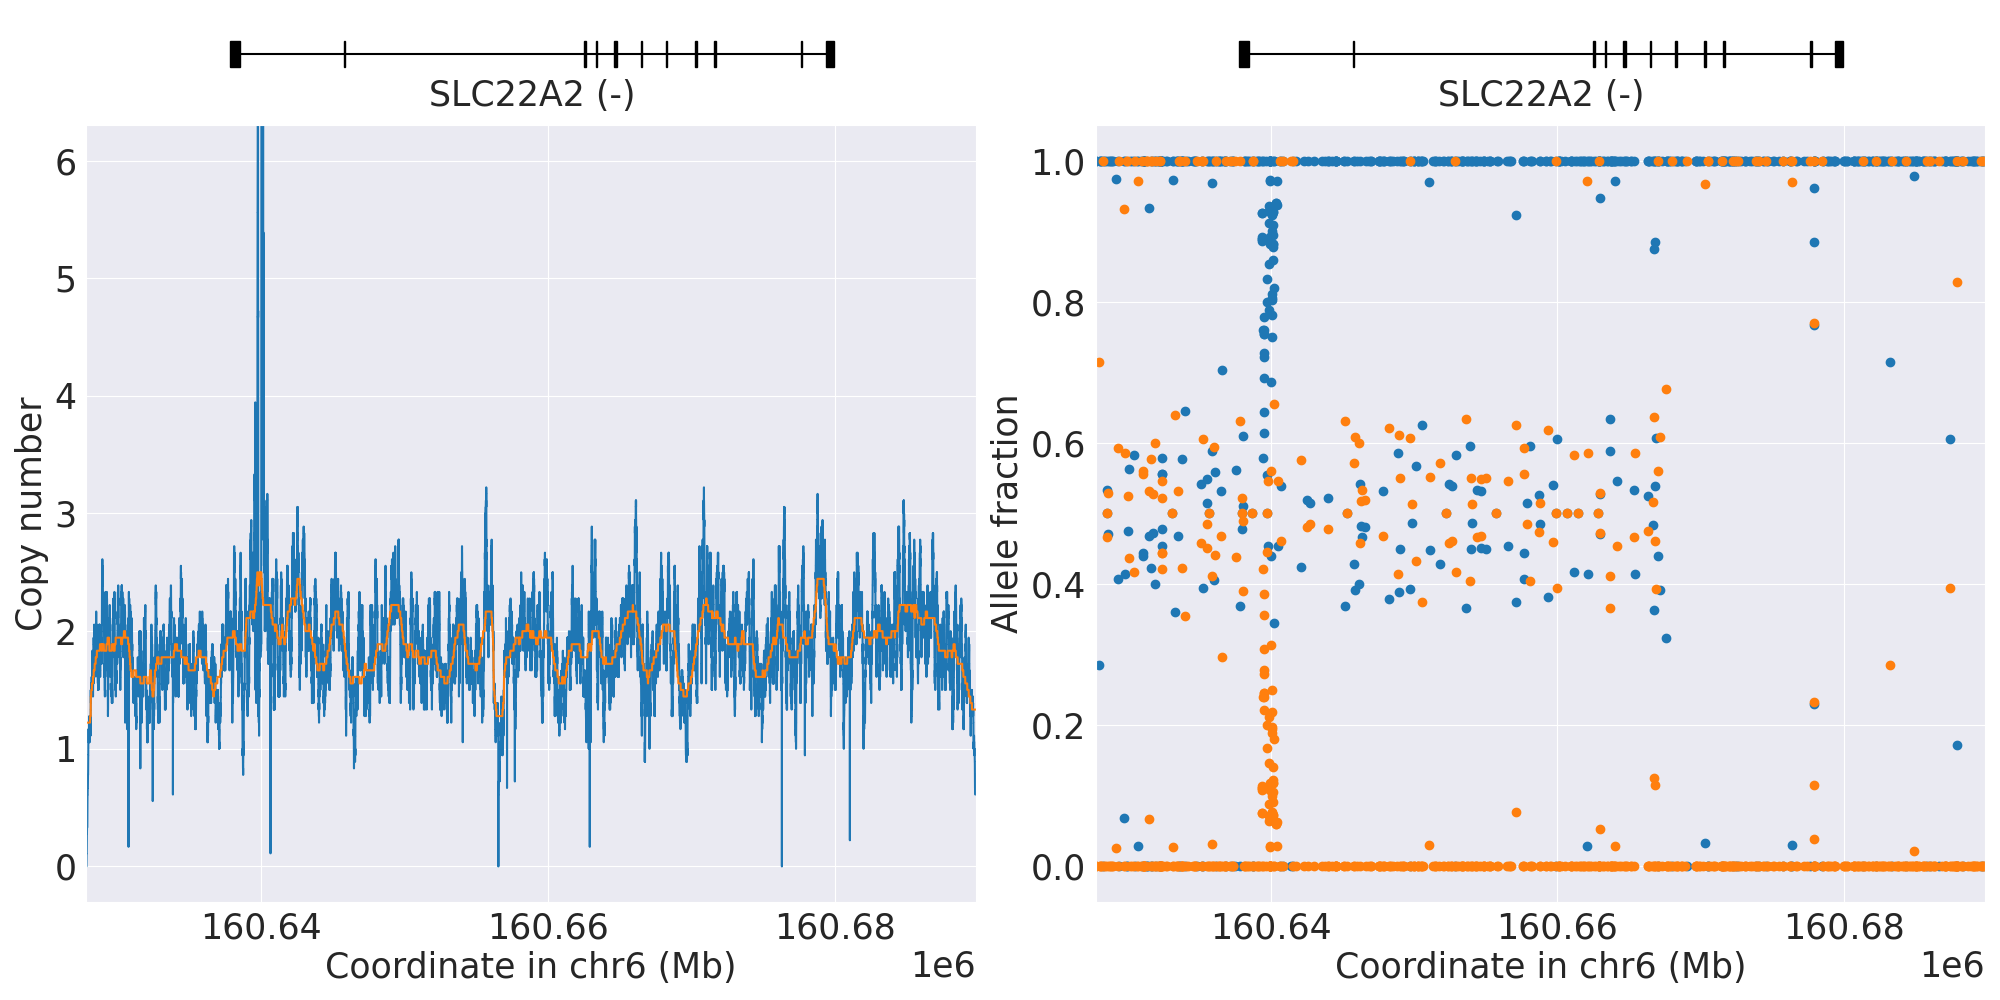 SLC22A2 (-)
Copy number
6
5
4
3
2
1
0
160.64 160.66 160.68
Coordinate in chr6 (Mb) 1e6
SLC22A2 (-)
Allele fraction
1.0
0.8
0.6
0.4
0.2
0.0
160.64 160.66 160.68
Coordinate in chr6 (Mb) 1e6